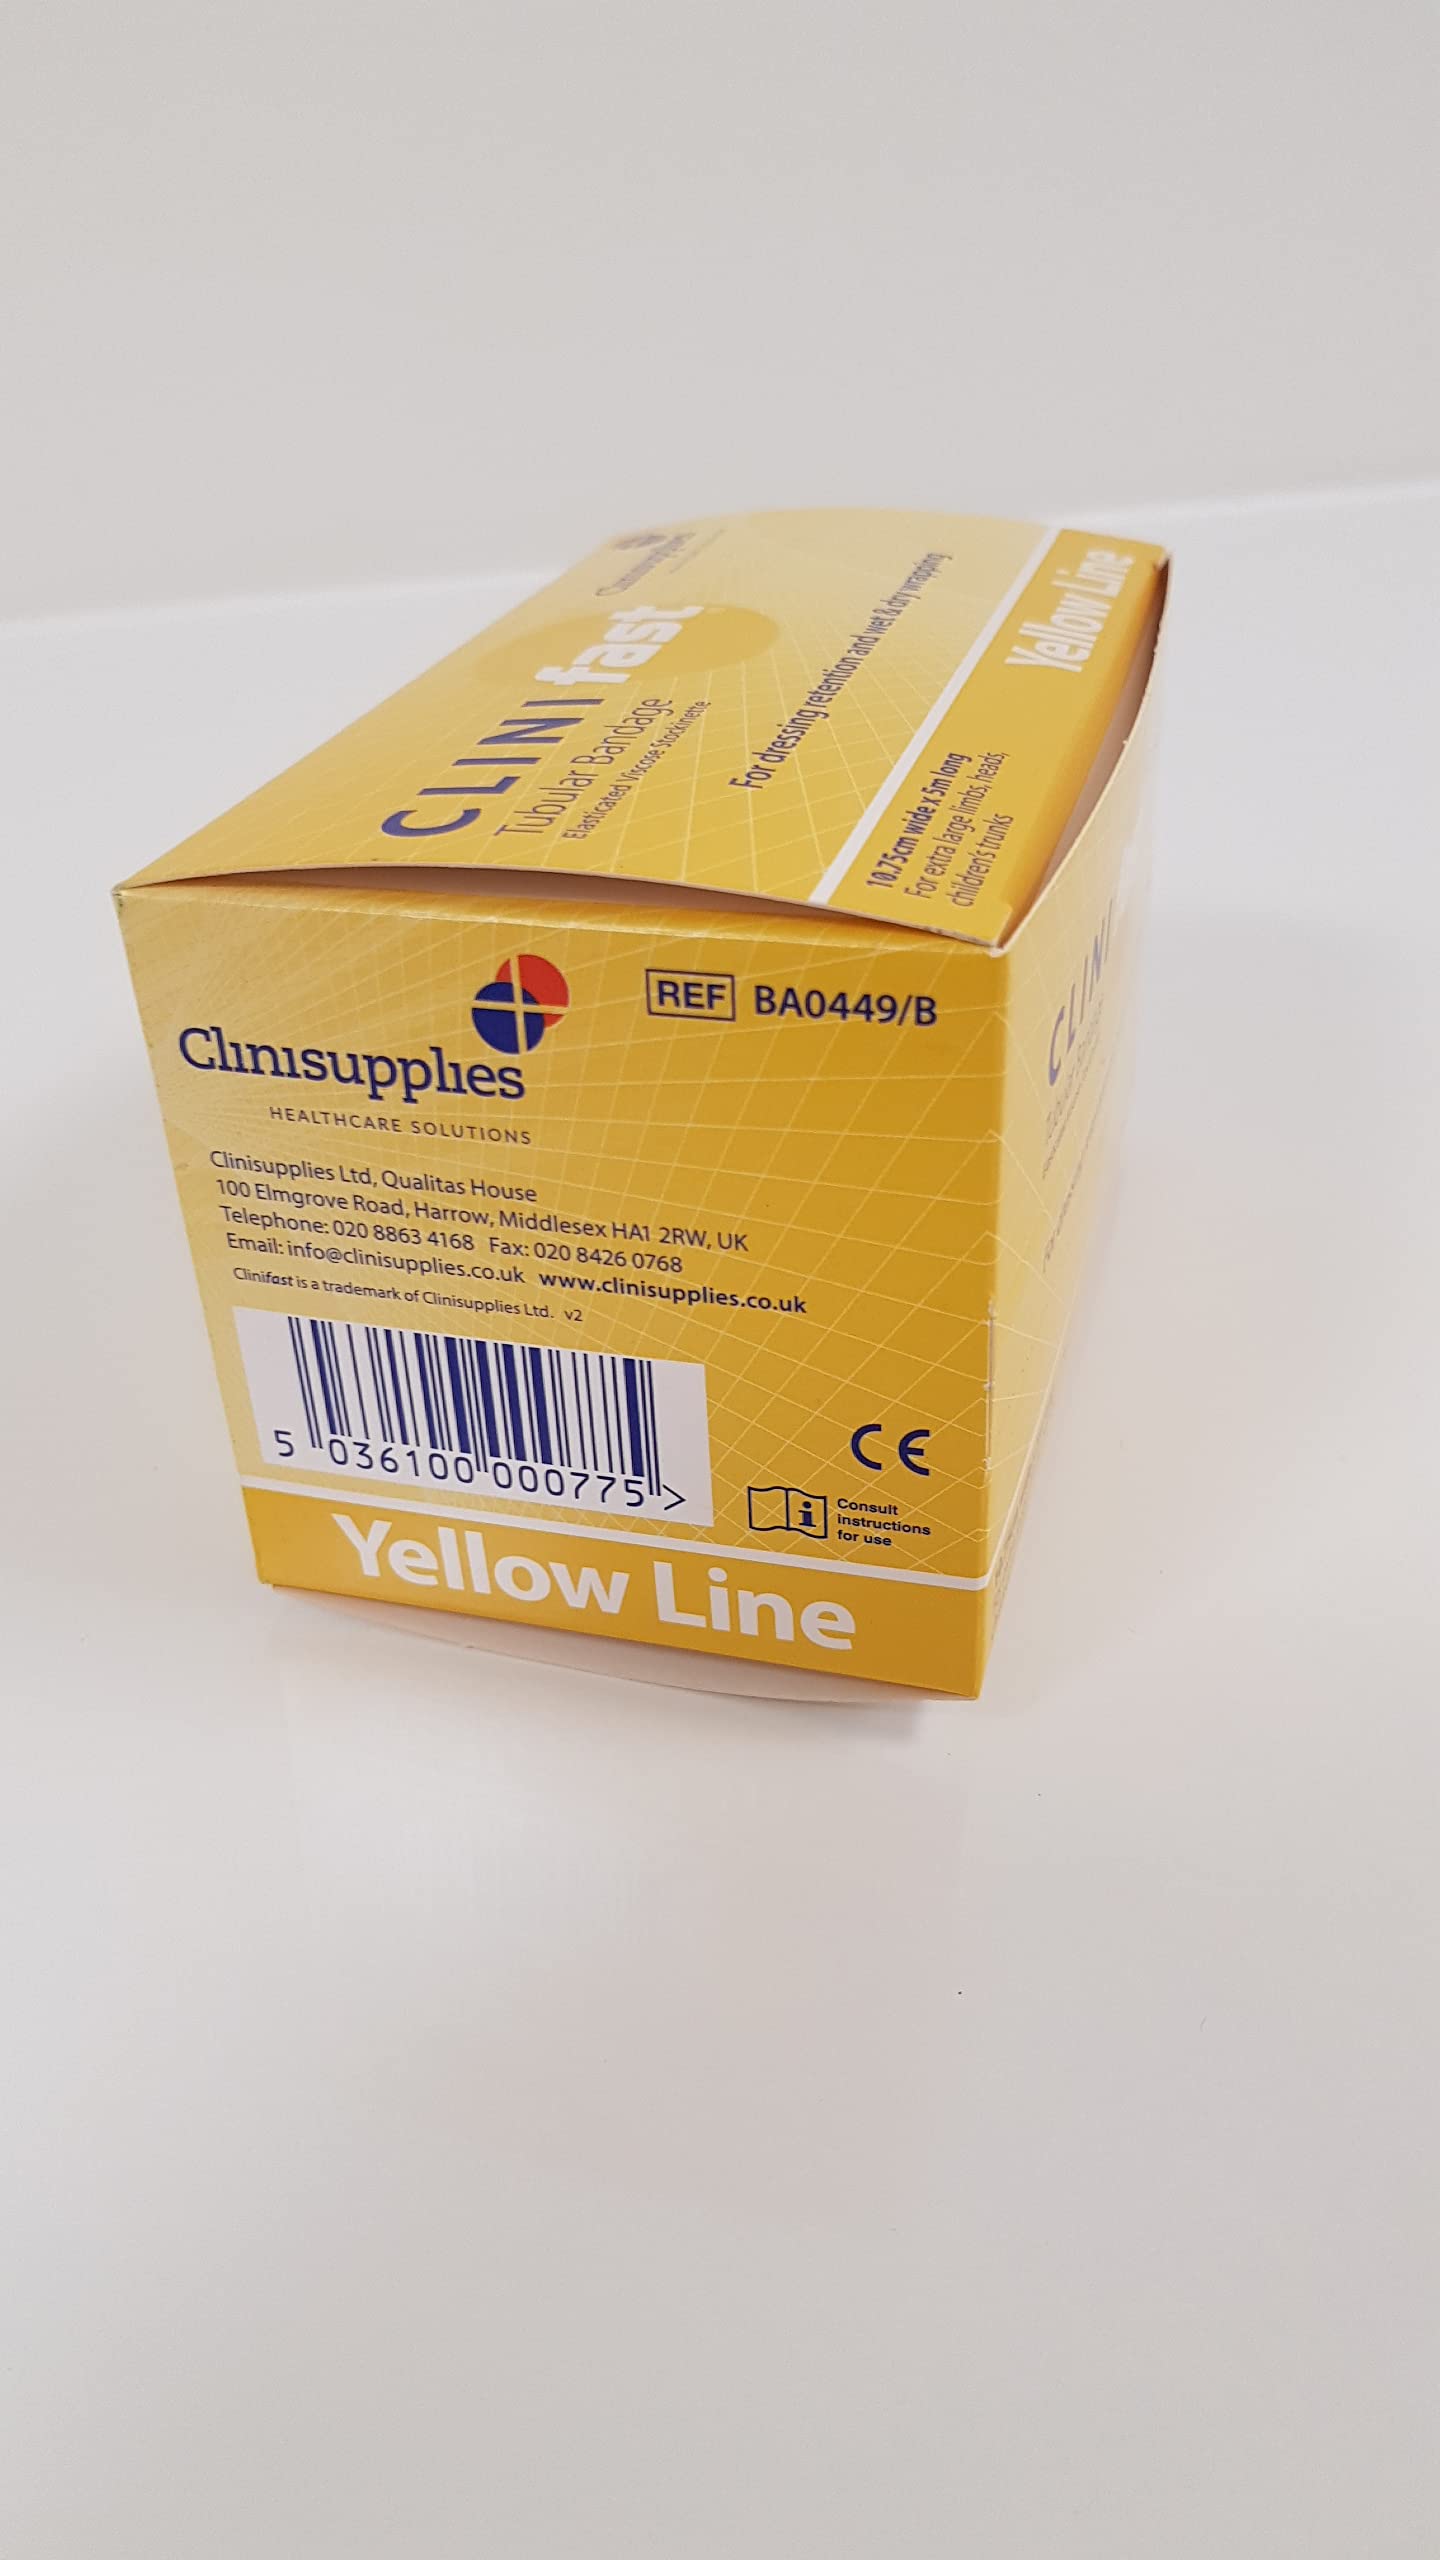 Clinisupplies
CLINIfast
Tubular Bandage
Elasticated Viscose Stockinette
For dressing retention and wet & dry wrapping
10.75cm wide x 5m long
For extra large limbs, heads,
children's trunks
Yellow Line
Clinisupplies
HEALTHCARE SOLUTIONS
REF BA0449/B
Clinisupplies Ltd, Qualitas House
100 Elmgrove Road, Harrow, Middlesex HA1 2RW, UK
Telephone: 020 8863 4168 Fax: 020 8426 0768
Email: info@clinisupplies.co.uk www.clinisupplies.co.uk
Clinifast is a trademark of Clinisupplies Ltd. v2
5 036100 000775 >
CE
i
Consult
instructions
for use
Yellow Line
CLINI